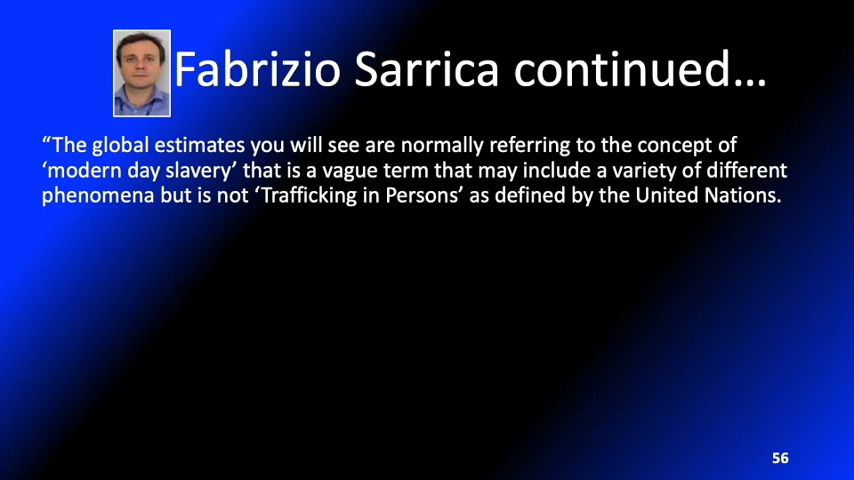 Fabrizio Sarrica continued…
“The global estimates you will see are normally referring to the concept of
‘modern day slavery’ that is a vague term that may include a variety of different
phenomena but is not ‘Trafficking in Persons’ as defined by the United Nations.
56